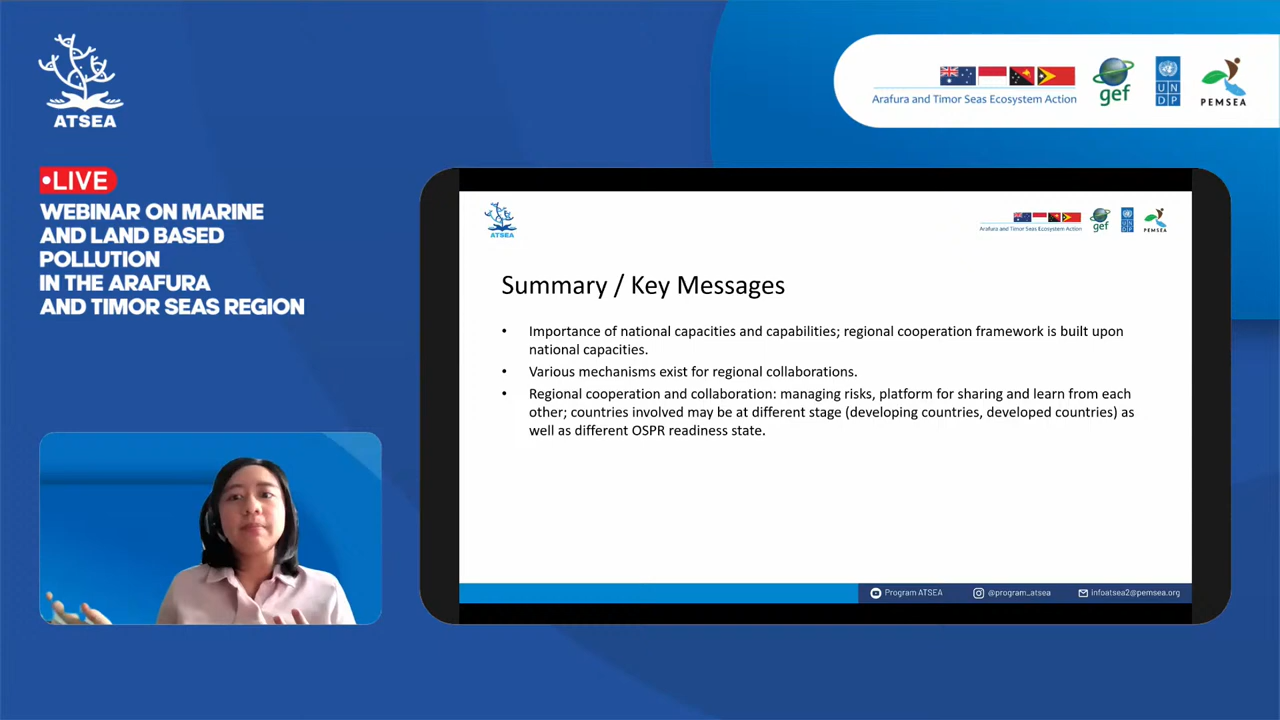 ATSEA
Arafura and Timor Seas Ecosystem Action
gef
UN
DP
PEMSEA
•LIVE
WEBINAR ON MARINE
AND LAND BASED
POLLUTION
IN THE ARAFURA
AND TIMOR SEAS REGION
ATSEA
Arafura and Timor Seas Ecosystem Action
gef
UN
DP
PEMSEA
Summary / Key Messages
• Importance of national capacities and capabilities; regional cooperation framework is built upon
national capacities.
• Various mechanisms exist for regional collaborations.
• Regional cooperation and collaboration: managing risks, platform for sharing and learn from each
other; countries involved may be at different stage (developing countries, developed countries) as
well as different OSPR readiness state.
Program ATSEA
@program_atsea
infoatsea2@pemsea.org